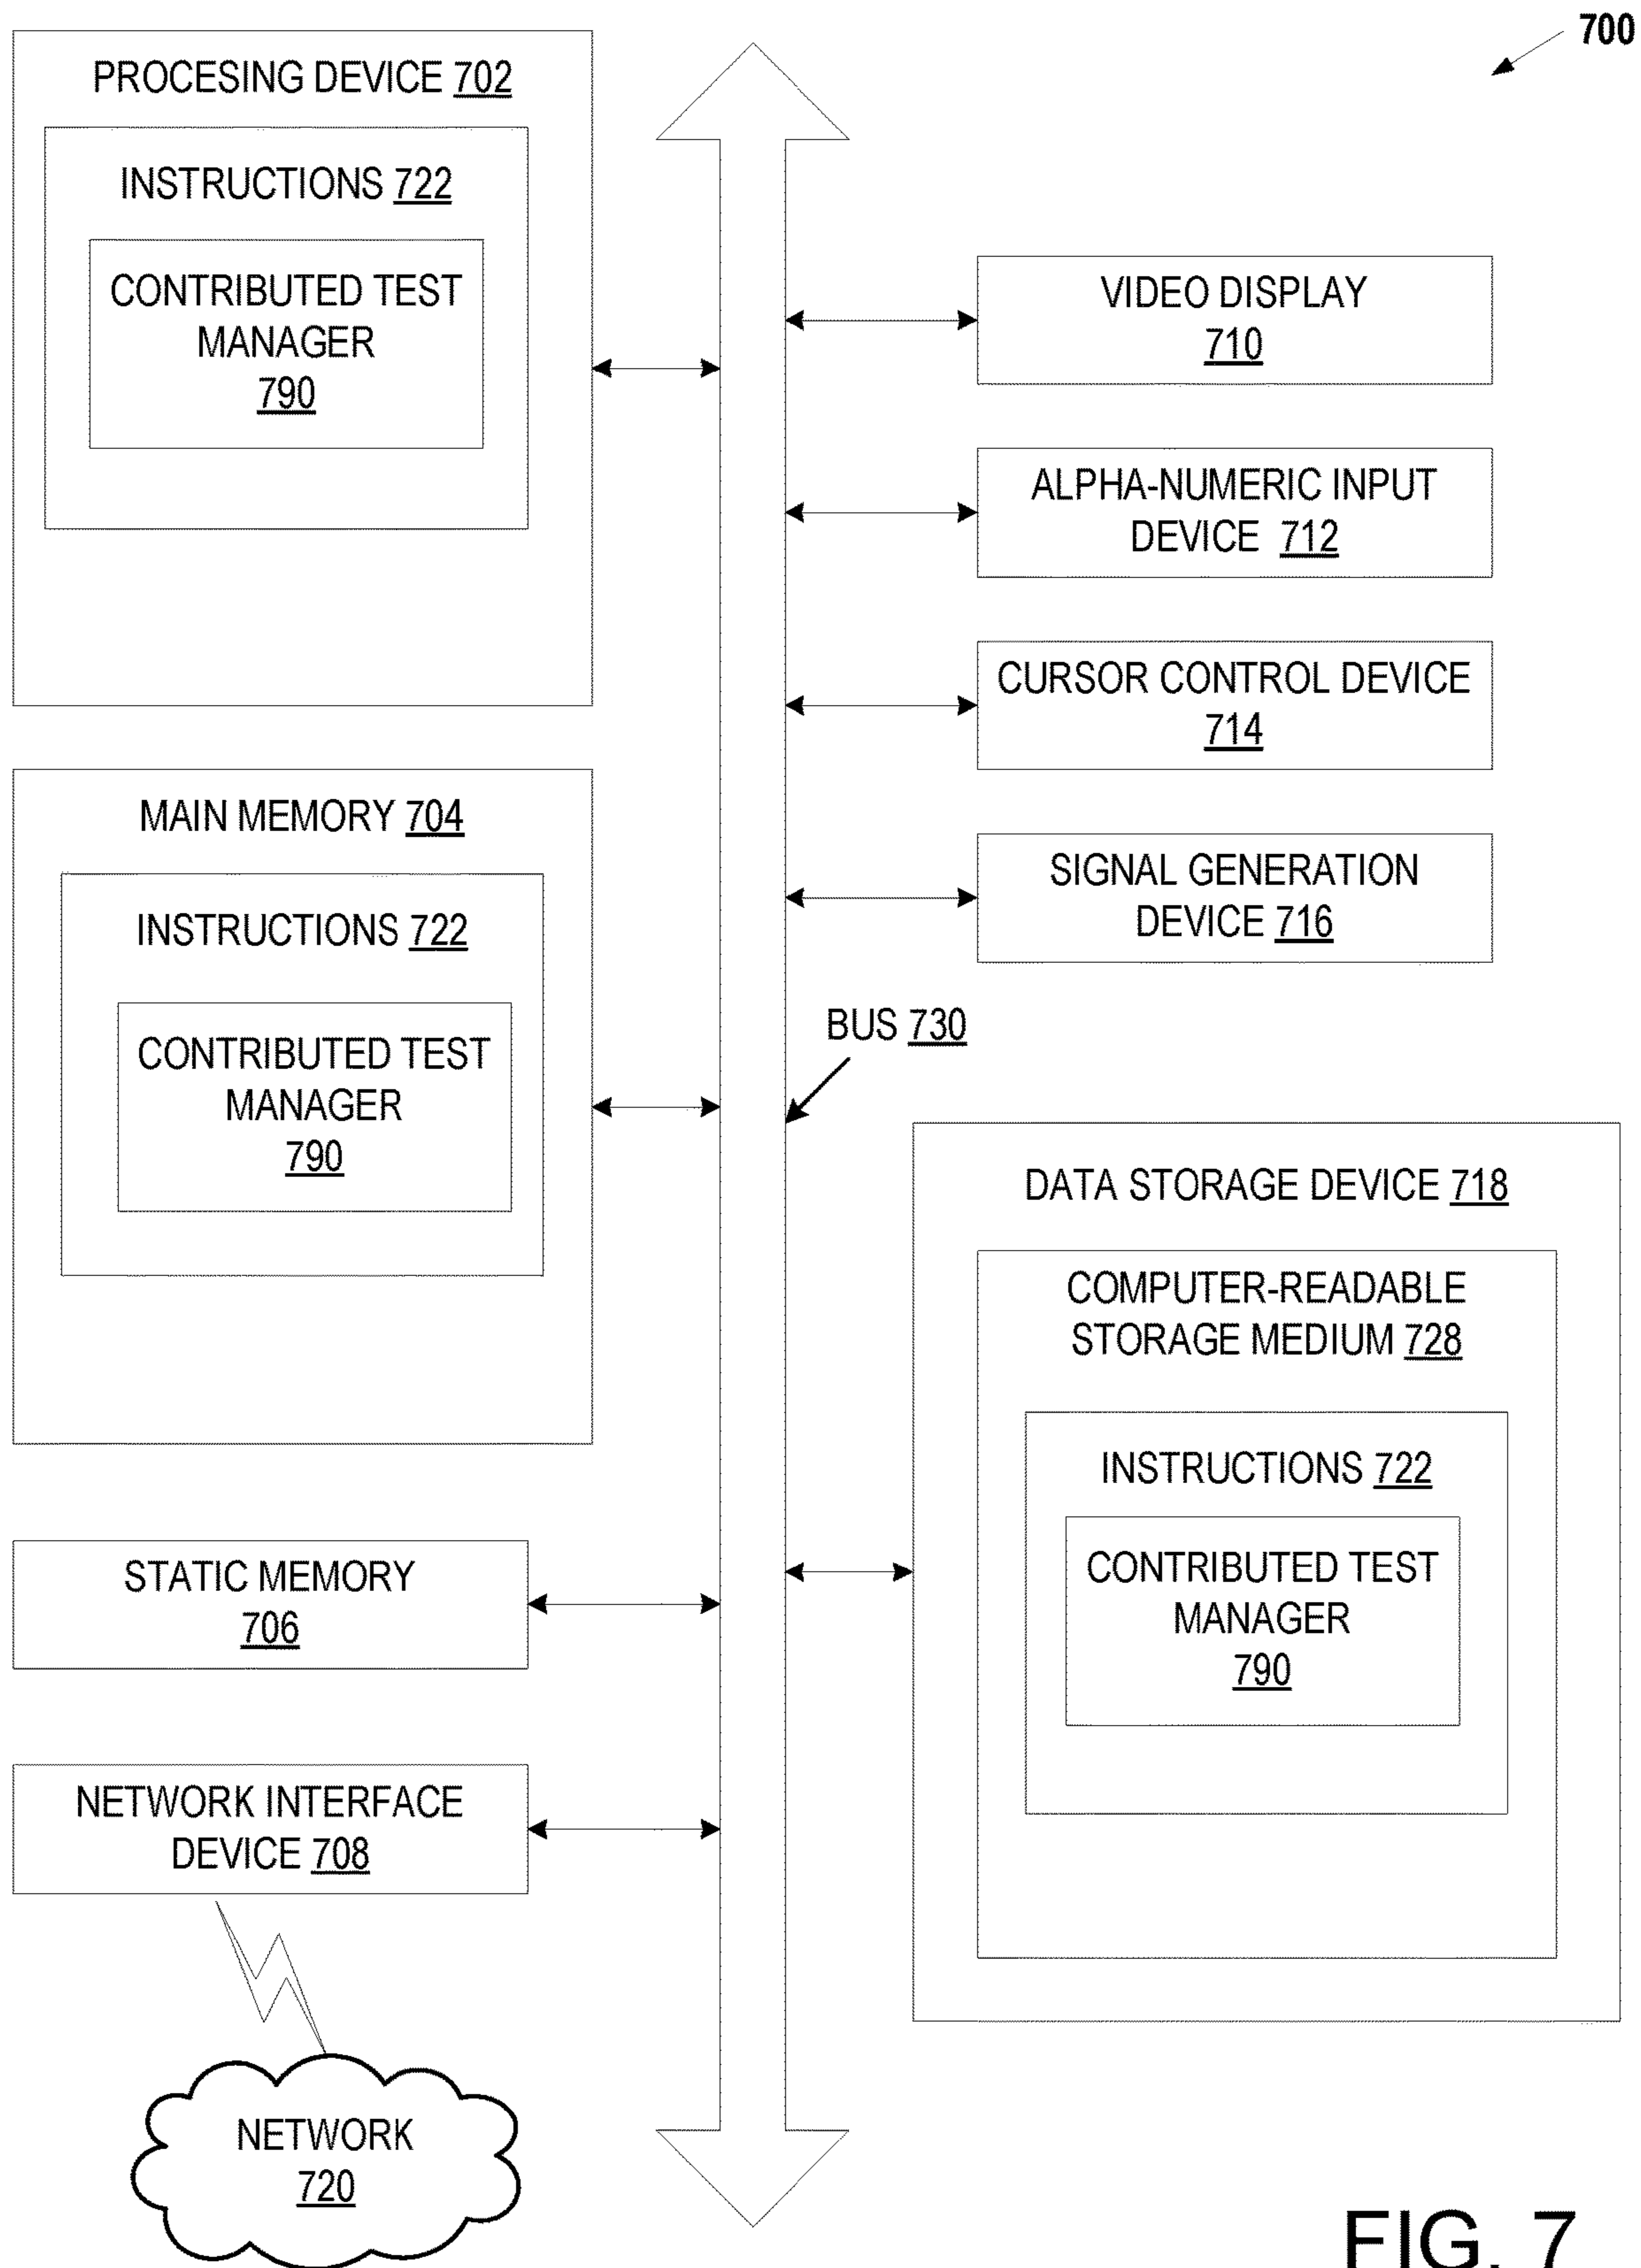 700
PROCESING DEVICE 702
INSTRUCTIONS 722
CONTRIBUTED TEST
MANAGER
790
MAIN MEMORY 704
INSTRUCTIONS 722
CONTRIBUTED TEST
MANAGER
790
STATIC MEMORY
706
NETWORK INTERFACE
DEVICE 708
NETWORK
720
VIDEO DISPLAY
710
ALPHA-NUMERIC INPUT
DEVICE 712
CURSOR CONTROL DEVICE
714
SIGNAL GENERATION
DEVICE 716
BUS 730
DATA STORAGE DEVICE 718
COMPUTER-READABLE
STORAGE MEDIUM 728
INSTRUCTIONS 722
CONTRIBUTED TEST
MANAGER
790
FIG. 7